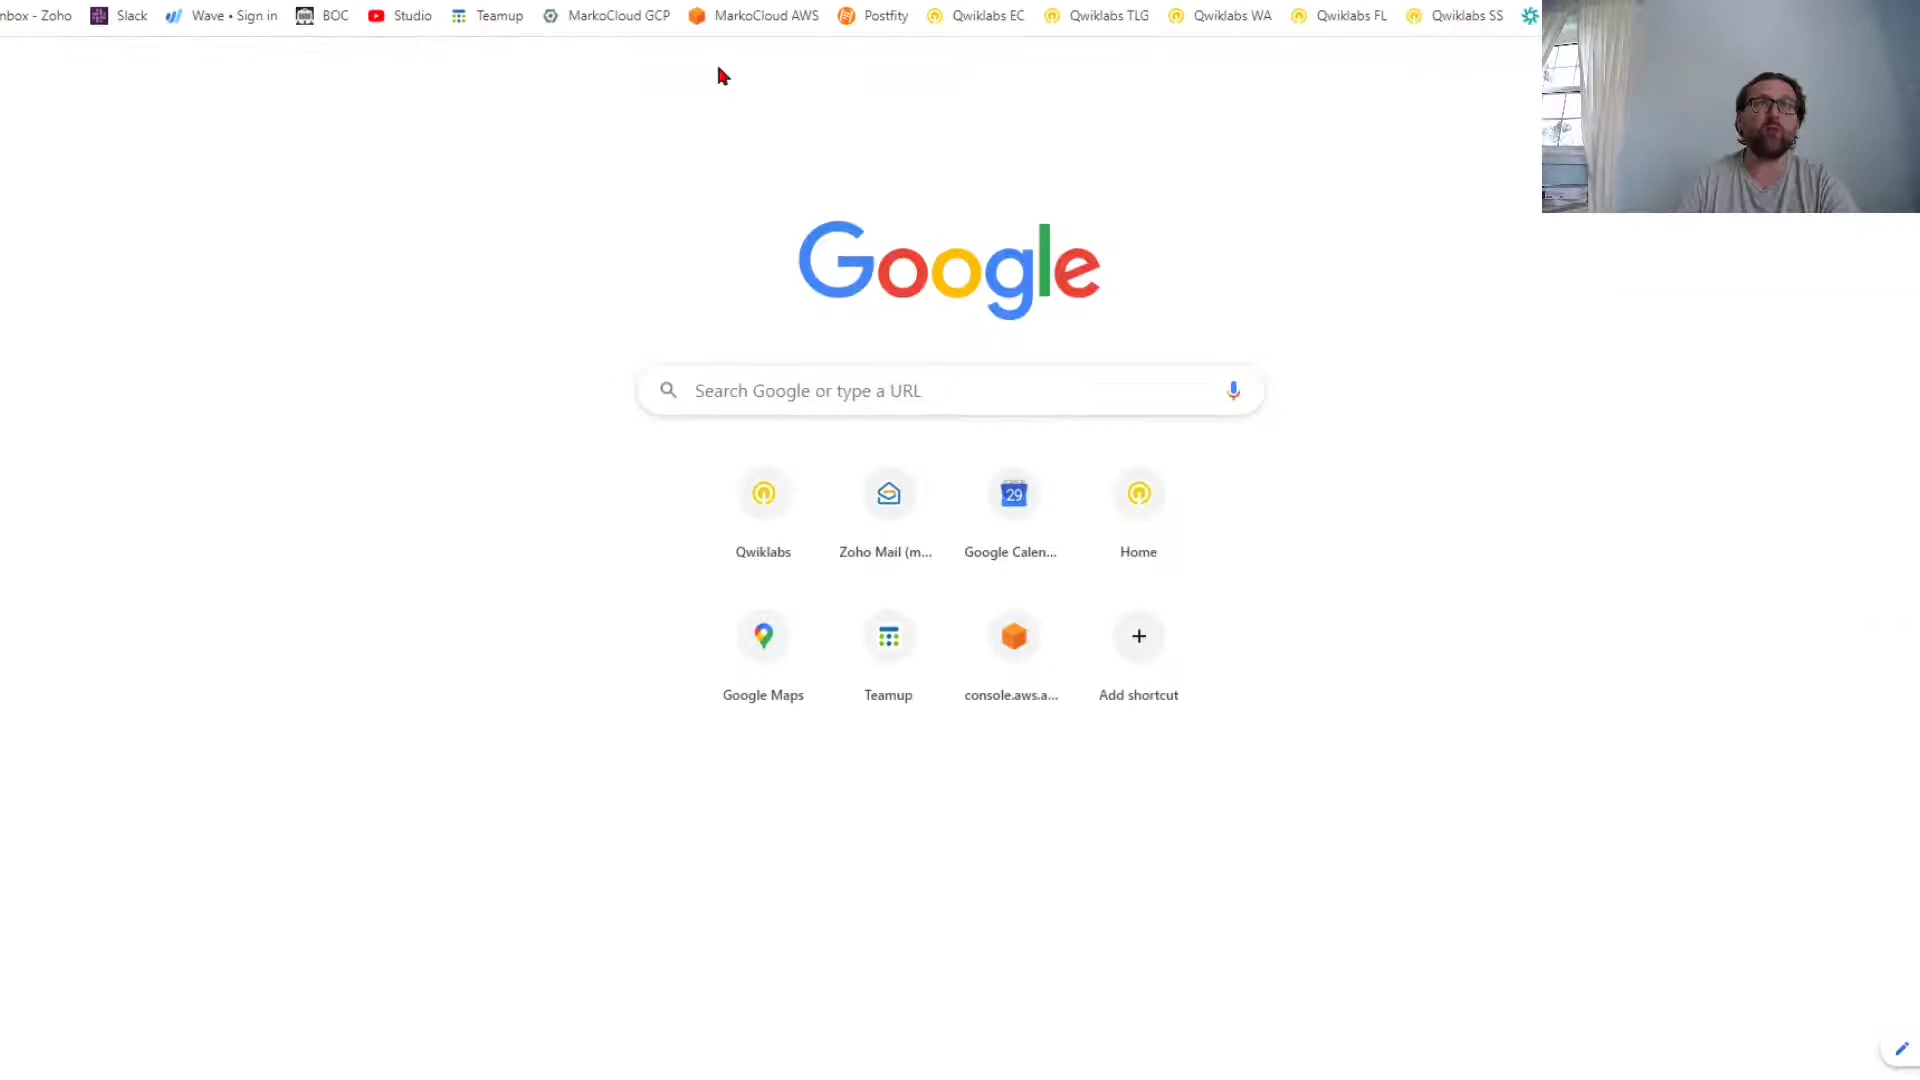 nbox - Zoho Slack Wave • Sign in BOC Studio Teamup MarkoCloud GCP MarkoCloud AWS Postfity Qwiklabs EC Qwiklabs TLG Qwiklabs WA Qwiklabs FL Qwiklabs SS
Google
Search Google or type a URL
29
Qwiklabs Zoho Mail (m... Google Calen... Home
Google Maps Teamup console.aws.a... Add shortcut